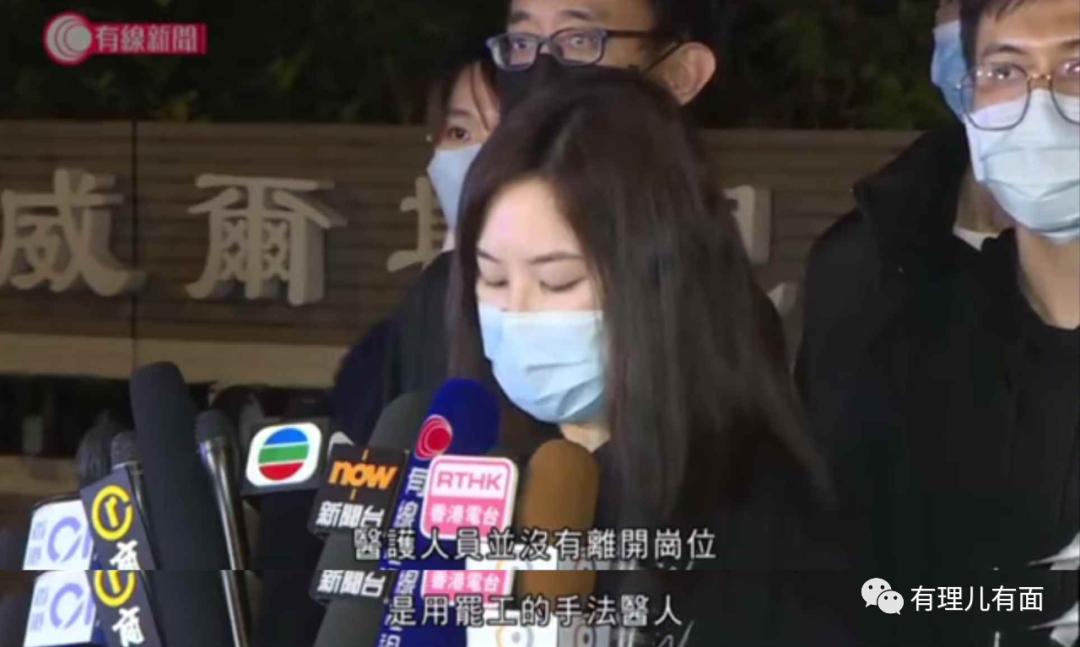 有線新聞
威爾
now
新聞台
有線
RTHK
香港電台
醫護人員並沒有離開崗位
新聞台
香港電台
是用罷工的手法醫人
有理儿有面